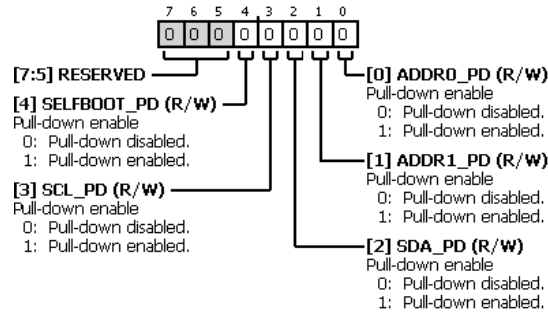 7 6 5 4 3 2 1 0
0 0 0 0 0 0 0 0
[7:5] RESERVED
[4] SELFBOOT_PD (R/W)
Pull-down enable
0: Pull-down disabled.
1: Pull-down enabled.
[3] SCL_PD (R/W)
Pull-down enable
0: Pull-down disabled.
1: Pull-down enabled.
[0] ADDR0_PD (R/W)
Pull-down enable
0: Pull-down disabled.
1: Pull-down enabled.
[1] ADDR1_PD (R/W)
Pull-down enable
0: Pull-down disabled.
1: Pull-down enabled.
[2] SDA_PD (R/W)
Pull-down enable
0: Pull-down disabled.
1: Pull-down enabled.